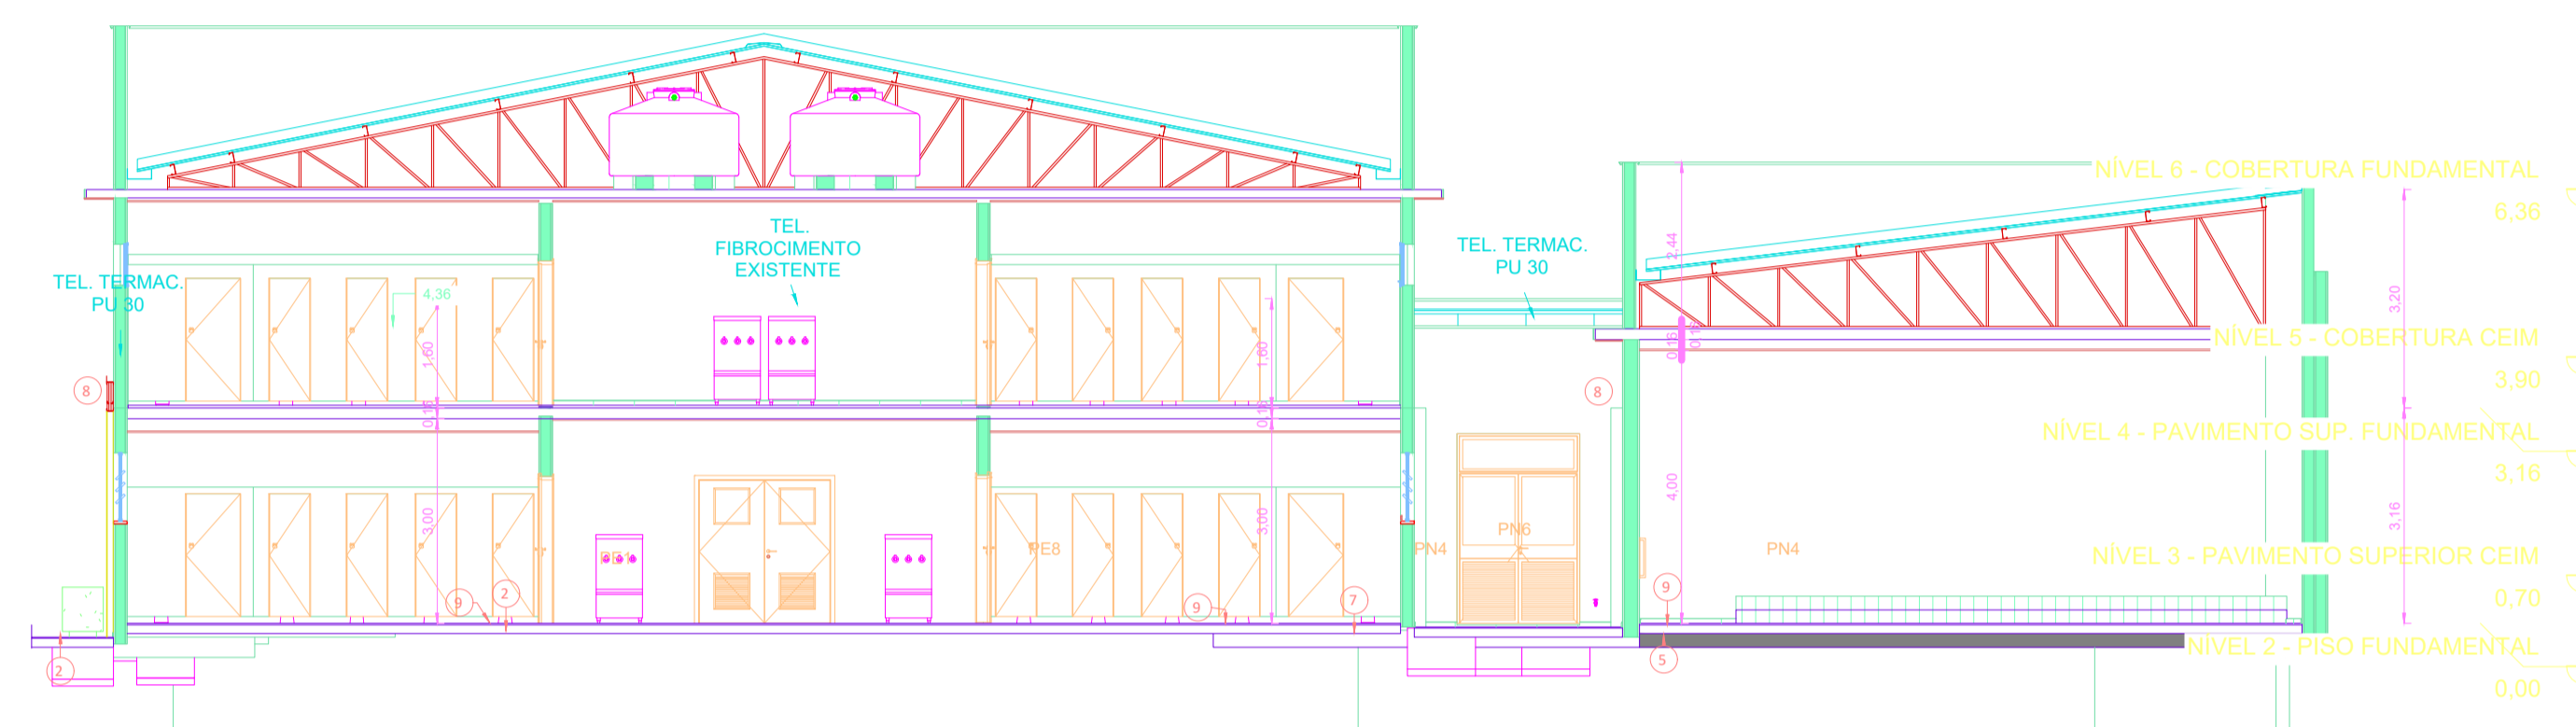 NÍVEL 6 - COBERTURA FUNDAMENTAL
6,36
TEL.
FIBROCIMENTO
EXISTENTE
TEL. TERMAC.
PU 30
2,44
TEL. TERMAC.
PU 30
4,36
3,20
1,60
1,60
0,16
0,16
NÍVEL 5 - COBERTURA CEIM
3,90
8
8
0,16
0,16
NÍVEL 4 - PAVIMENTO SUP. FUNDAMENTAL
3,16
4,00
3,00
3,00
3,16
PE1
PE8
PN4
PN6
PN4
NÍVEL 3 - PAVIMENTO SUPERIOR CEIM
0,70
9
2
9
7
9
2
5
NÍVEL 2 - PISO FUNDAMENTAL
0,00